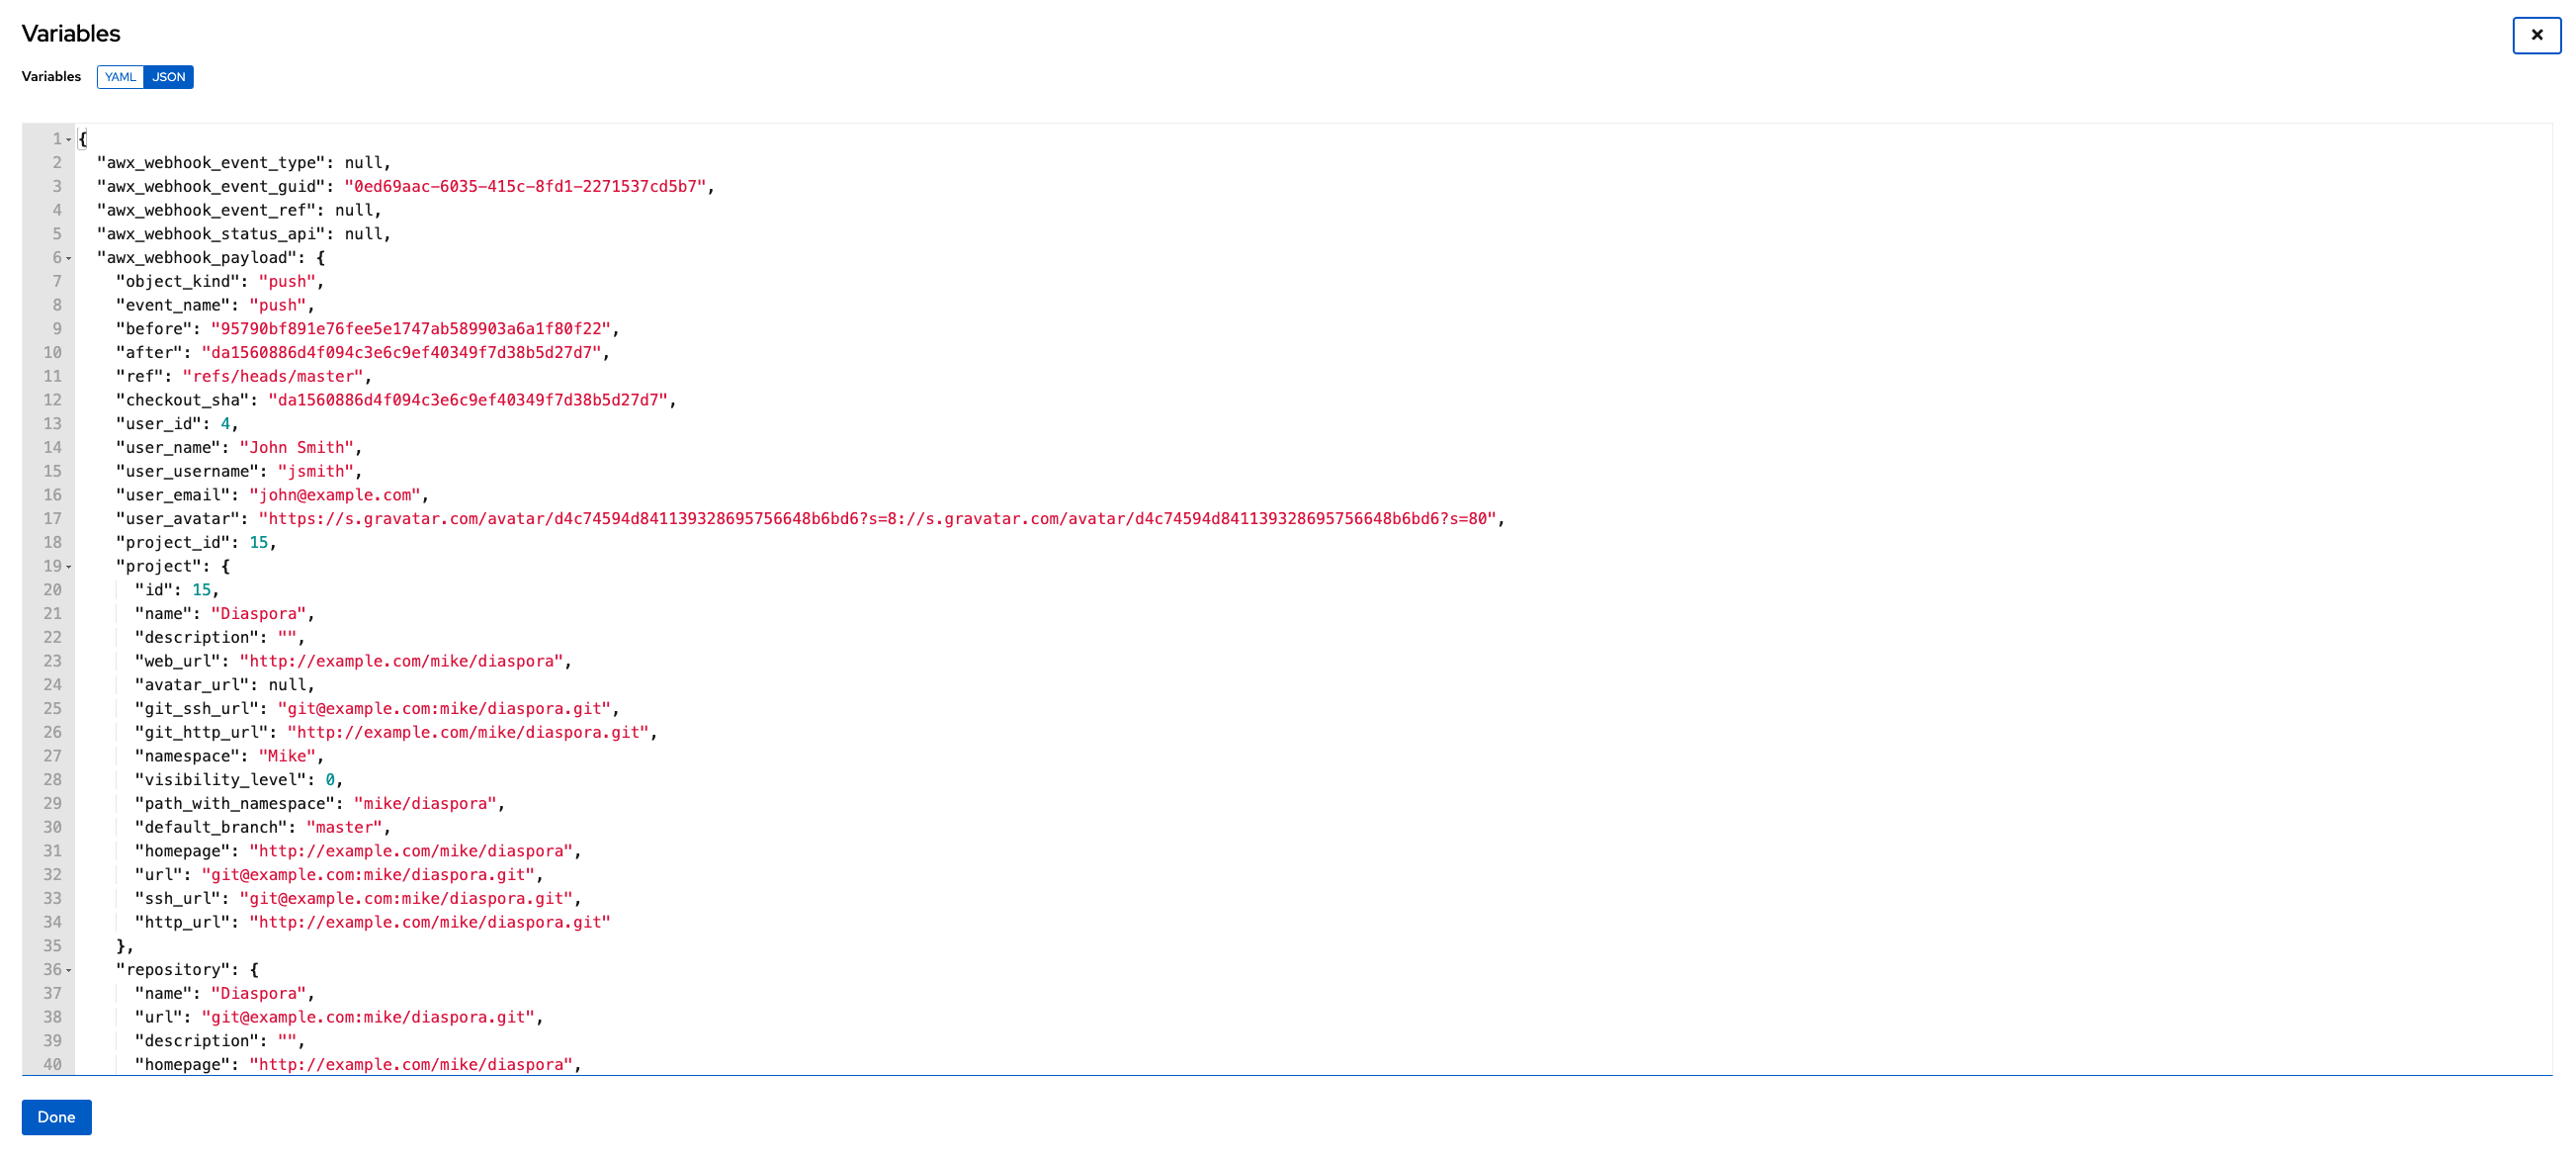 Variables
×
Variables YAML JSON
1 {
2 "awx_webhook_event_type": null,
3 "awx_webhook_event_guid": "0ed69aac-6035-415c-8fd1-2271537cd5b7",
4 "awx_webhook_event_ref": null,
5 "awx_webhook_status_api": null,
6 "awx_webhook_payload": {
7 "object_kind": "push",
8 "event_name": "push",
9 "before": "95790bf891e76fee5e1747ab589903a6a1f80f22",
10 "after": "da1560886d4f094c3e6c9ef40349f7d38b5d27d7",
11 "ref": "refs/heads/master",
12 "checkout_sha": "da1560886d4f094c3e6c9ef40349f7d38b5d27d7",
13 "user_id": 4,
14 "user_name": "John Smith",
15 "user_username": "jsmith",
16 "user_email": "john@example.com",
17 "user_avatar": "https://s.gravatar.com/avatar/d4c74594d841139328695756648b6bd6?s=8://s.gravatar.com/avatar/d4c74594d841139328695756648b6bd6?s=80",
18 "project_id": 15,
19 "project": {
20 "id": 15,
21 "name": "Diaspora",
22 "description": "",
23 "web_url": "http://example.com/mike/diaspora",
24 "avatar_url": null,
25 "git_ssh_url": "git@example.com:mike/diaspora.git",
26 "git_http_url": "http://example.com/mike/diaspora.git",
27 "namespace": "Mike",
28 "visibility_level": 0,
29 "path_with_namespace": "mike/diaspora",
30 "default_branch": "master",
31 "homepage": "http://example.com/mike/diaspora",
32 "url": "git@example.com:mike/diaspora.git",
33 "ssh_url": "git@example.com:mike/diaspora.git",
34 "http_url": "http://example.com/mike/diaspora.git"
35 },
36 "repository": {
37 "name": "Diaspora",
38 "url": "git@example.com:mike/diaspora.git",
39 "description": "",
40 "homepage": "http://example.com/mike/diaspora",
Done